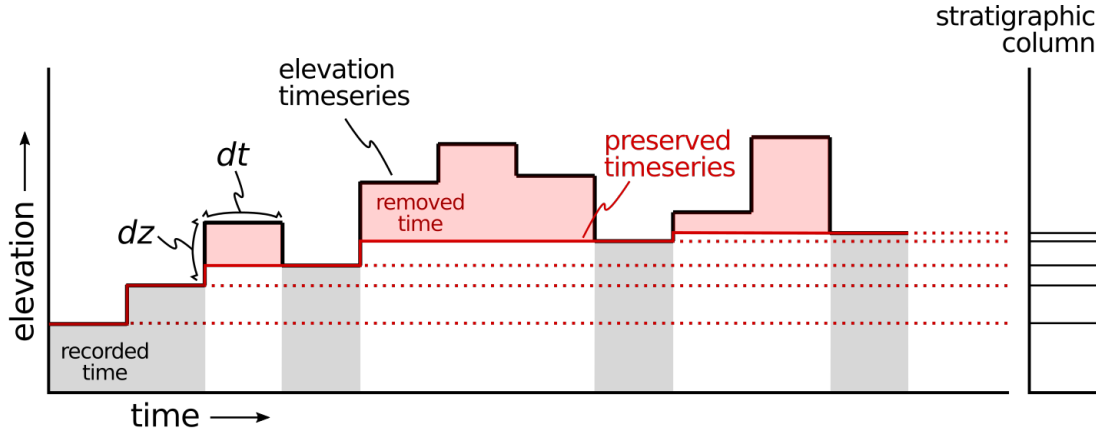 stratigraphic
column
elevation
timeseries
preserved
timeseries
dt
dz
removed
time
recorded
time
elevation
time